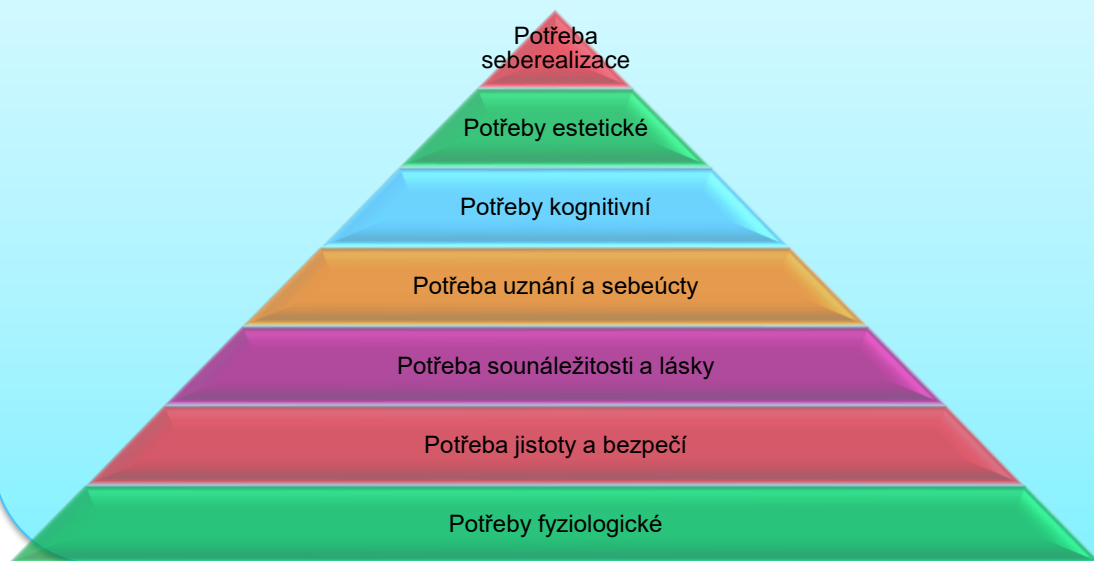 Potřeba
seberealizace
Potřeby estetické
Potřeby kognitivní
Potřeba uznání a sebeúcty
Potřeba sounáležitosti a lásky
Potřeba jistoty a bezpečí
Potřeby fyziologické